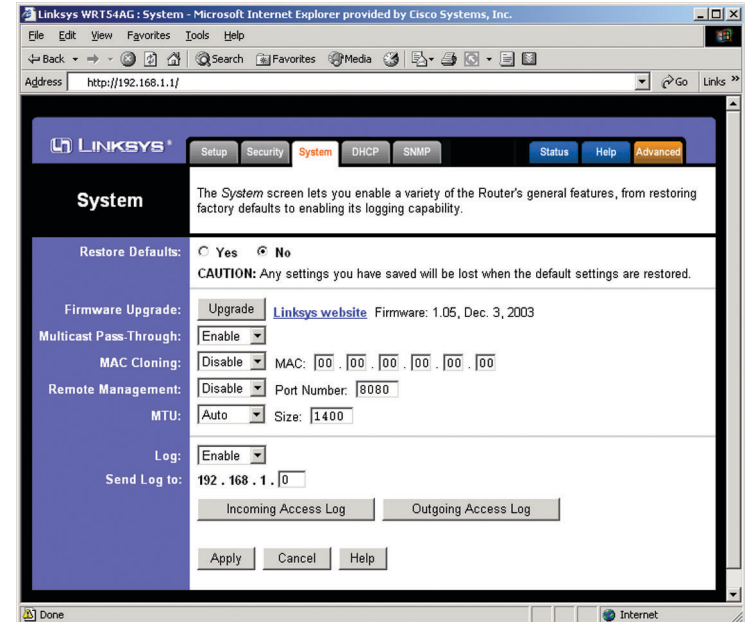 Linksys WRT54AG : System - Microsoft Internet Explorer provided by Cisco Systems, Inc.
File Edit View Favorites Tools Help
Back Search Favorites Media
Address http://192.168.1.1/ Go Links »
LINKSYS® Setup Security System DHCP SNMP Status Help Advanced
System
The System screen lets you enable a variety of the Router's general features, from restoring
factory defaults to enabling its logging capability.
Restore Defaults: Yes No
CAUTION: Any settings you have saved will be lost when the default settings are restored.
Firmware Upgrade: Upgrade Linksys website Firmware: 1.05, Dec. 3, 2003
Multicast Pass-Through: Enable
MAC Cloning: Disable MAC: 00 . 00 . 00 . 00 . 00 . 00
Remote Management: Disable Port Number: 8080
MTU: Auto Size: 1400
Log: Enable
Send Log to: 192 . 168 . 1 . 0
Incoming Access Log Outgoing Access Log
Apply Cancel Help
Done Internet